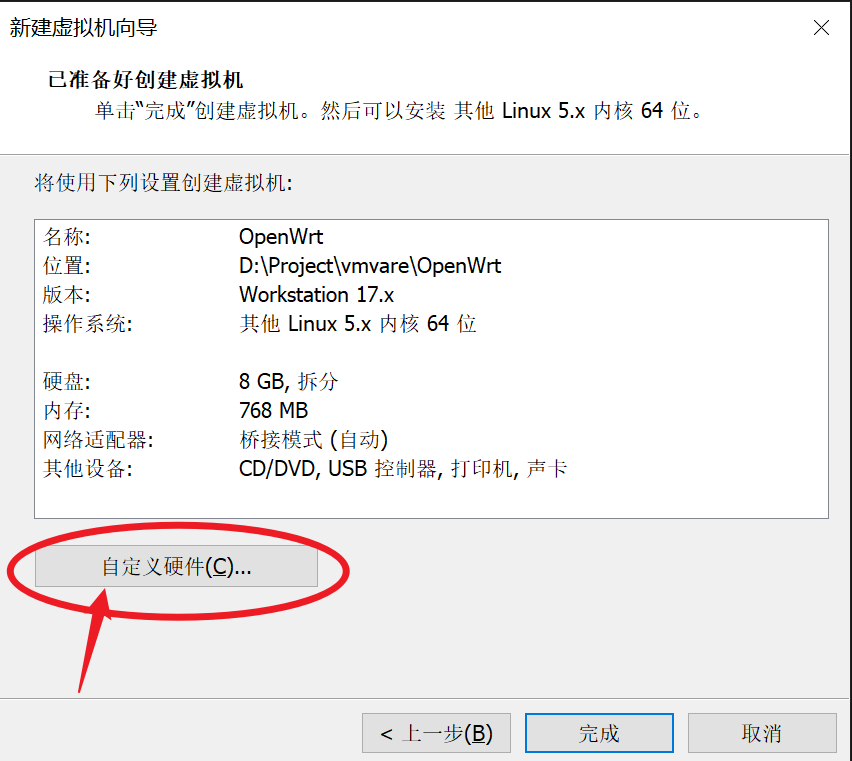 新建虚拟机向导
已准备好创建虚拟机
单击“完成”创建虚拟机。然后可以安装 其他 Linux 5.x 内核 64 位。
将使用下列设置创建虚拟机:
名称: OpenWrt
位置: D:\Project\vmvare\OpenWrt
版本: Workstation 17.x
操作系统: 其他 Linux 5.x 内核 64 位
硬盘: 8 GB, 拆分
内存: 768 MB
网络适配器: 桥接模式 (自动)
其他设备: CD/DVD, USB 控制器, 打印机, 声卡
自定义硬件(C)...
< 上一步(B) 完成 取消